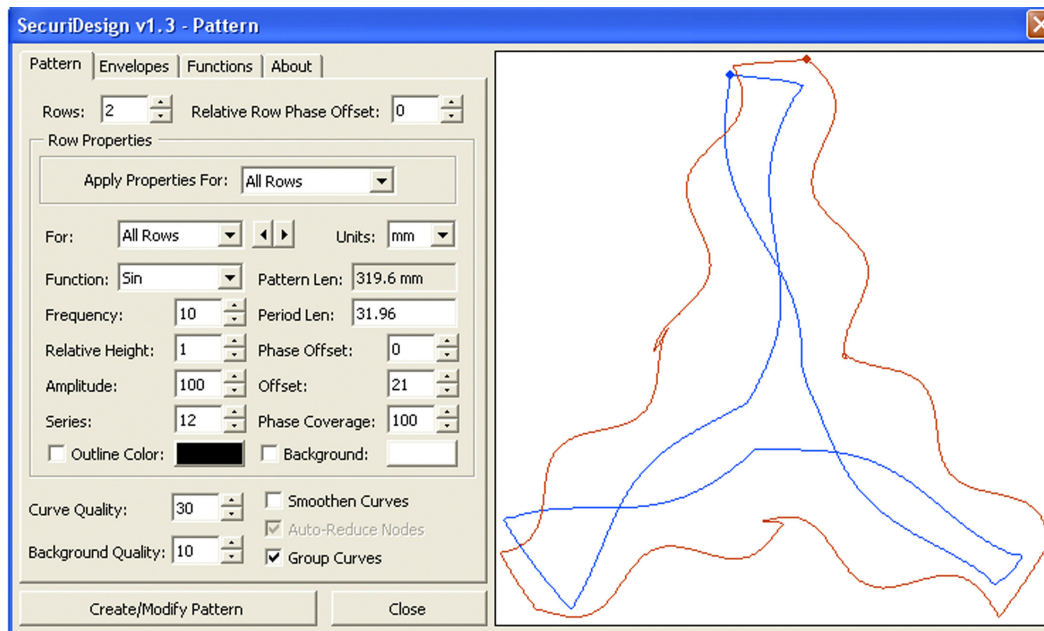 SecuriDesign v1.3 - Pattern
Pattern Envelopes Functions About
Rows: 2 Relative Row Phase Offset: 0
Row Properties
Apply Properties For: All Rows
For: All Rows Units: mm
Function: Sin Pattern Len: 319.6 mm
Frequency: 10 Period Len: 31.96
Relative Height: 1 Phase Offset: 0
Amplitude: 100 Offset: 21
Series: 12 Phase Coverage: 100
Outline Color: Background:
Curve Quality: 30 Smoothen Curves
Auto-Reduce Nodes
Background Quality: 10 Group Curves
Create/Modify Pattern Close